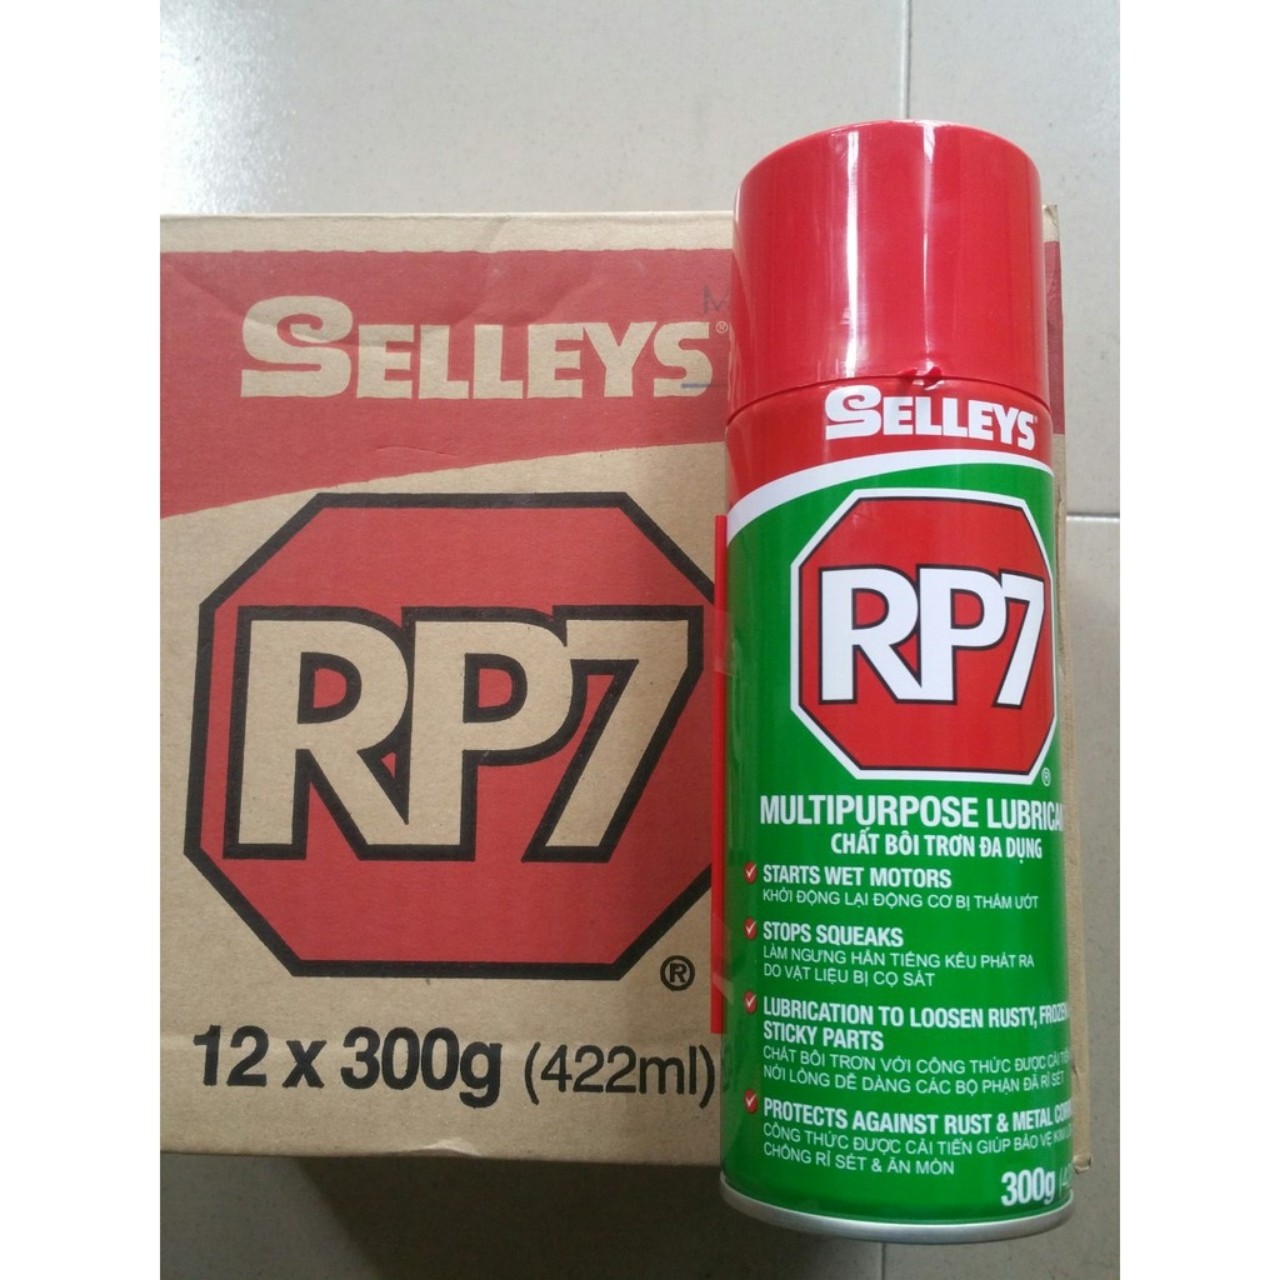 SELLEYS®
RP7
®
12 x 300g (422ml)
SELLEYS
RP7
®
MULTIPURPOSE
CHẤT BÔI TRƠN ĐA DỤNG
STARTS WET MOTORS
KHỞI ĐỘNG LẠI ĐỘNG CƠ BỊ THẤM ƯỚT
STOPS SQUEAKS
LÀM NGƯNG HẲN TIẾNG KÊU PHÁT RA
DO VẬT LIỆU BỊ CỌ SÁT
LUBRICATION TO LOOSEN RUSTY, FROZEN,
STICKY PARTS
CHẤT BÔI TRƠN VỚI CÔNG THỨC ĐƯỢC CẢI
NỚI LỎNG DỄ DÀNG CÁC BỘ PHẬN ĐÃ RỈ SÉT
PROTECTS AGAINST RUST & METAL
CÔNG THỨC ĐƯỢC CẢI TIẾN GIÚP BẢO VỆ KIM
CHỐNG RỈ SÉT & ĂN MÒN
300g